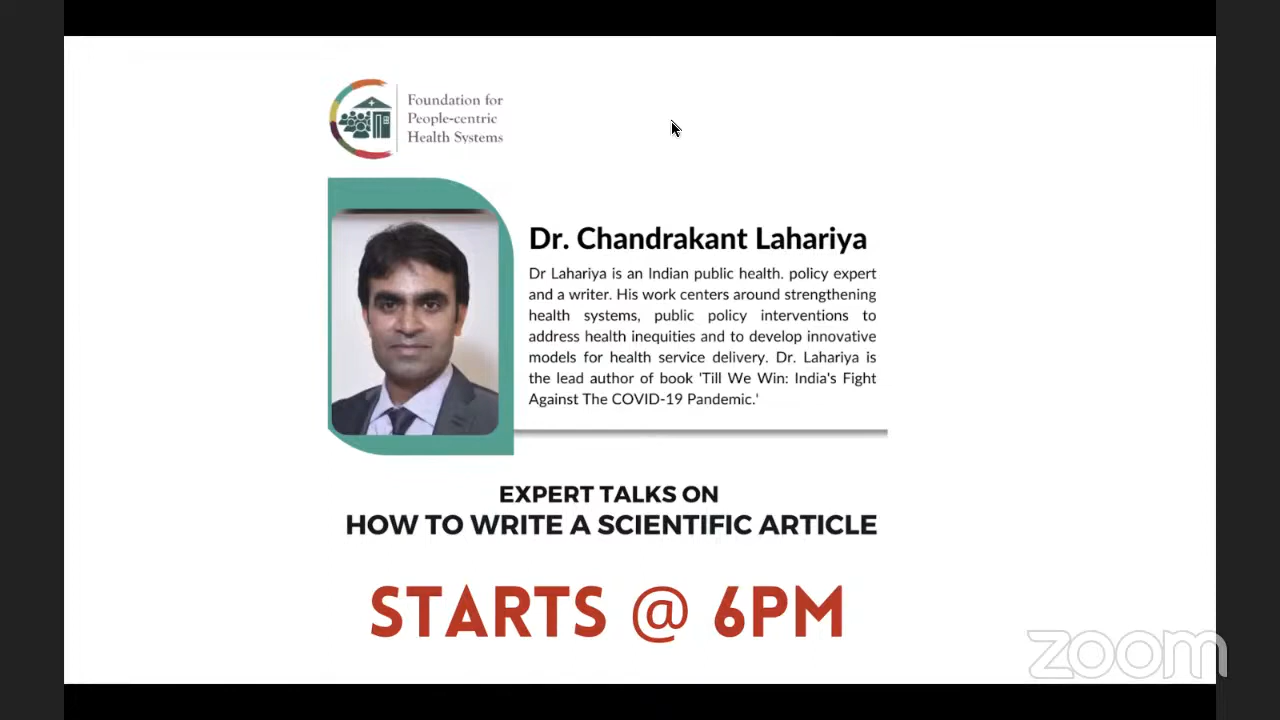 Foundation for
People-centric
Health Systems
Dr. Chandrakant Lahariya
Dr Lahariya is an Indian public health. policy expert
and a writer. His work centers around strengthening
health systems, public policy interventions to
address health inequities and to develop innovative
models for health service delivery. Dr. Lahariya is
the lead author of book 'Till We Win: India's Fight
Against The COVID-19 Pandemic.'
EXPERT TALKS ON
HOW TO WRITE A SCIENTIFIC ARTICLE
STARTS @ 6PM
zoom